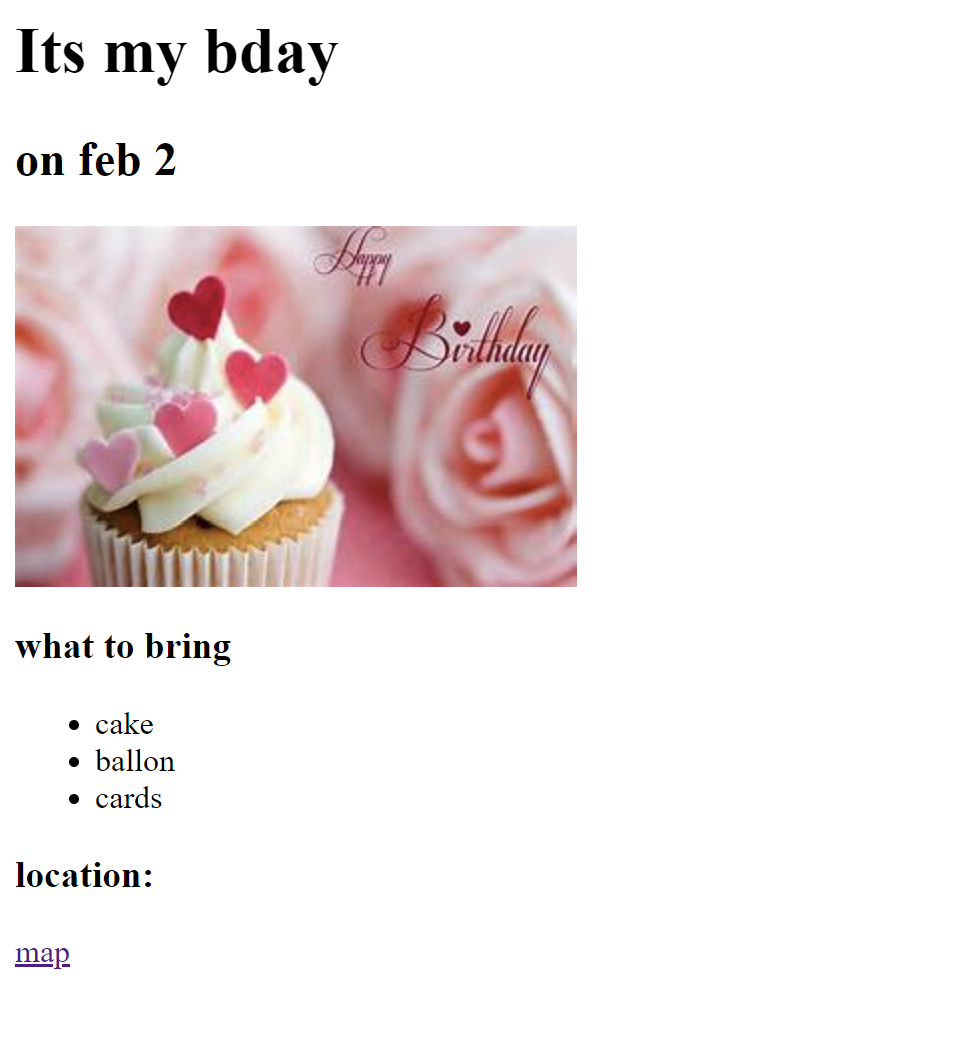 Its my bday
on feb 2
Happy
Birthday
what to bring
cake
ballon
cards
location:
map